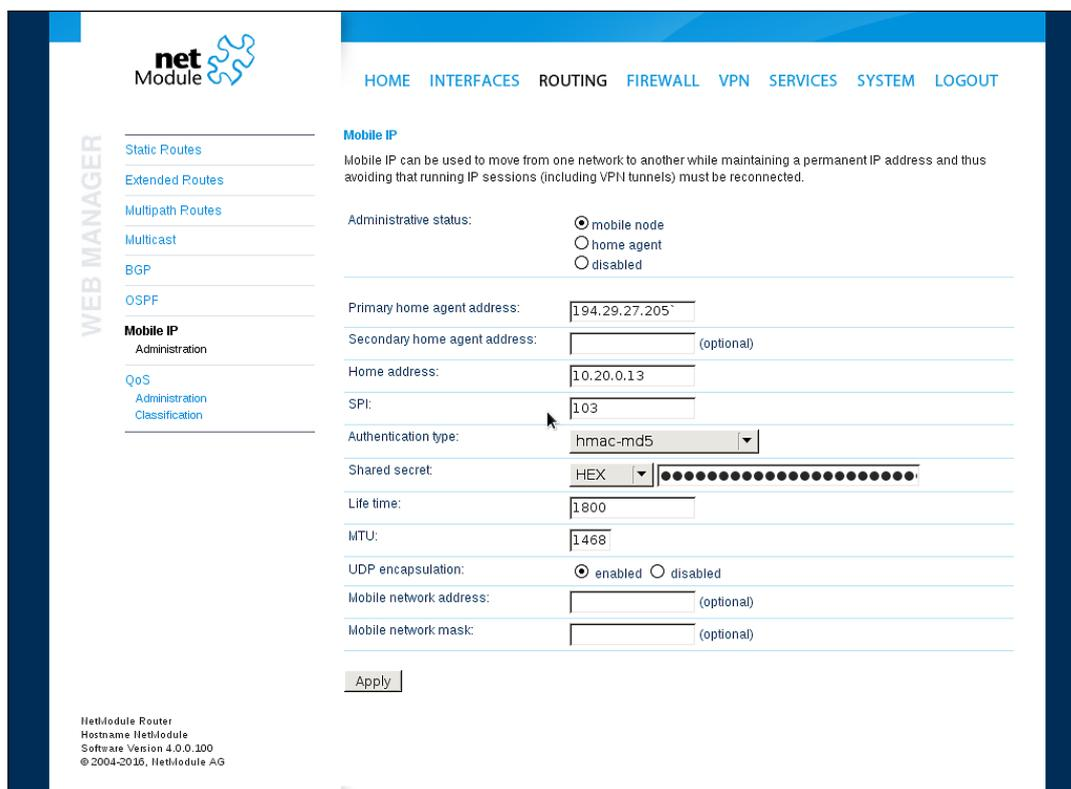 net
Module
HOME INTERFACES ROUTING FIREWALL VPN SERVICES SYSTEM LOGOUT
WEB MANAGER
Static Routes
Extended Routes
Multipath Routes
Multicast
BGP
OSPF
Mobile IP
Administration
QoS
Administration
Classification
Mobile IP
Mobile IP can be used to move from one network to another while maintaining a permanent IP address and thus
avoiding that running IP sessions (including VPN tunnels) must be reconnected.
Administrative status: mobile node
home agent
disabled
Primary home agent address: 194.29.27.205`
Secondary home agent address: (optional)
Home address: 10.20.0.13
SPI: 103
Authentication type: hmac-md5
Shared secret: HEX ●●●●●●●●●●●●●●●●●●●●●●
Life time: 1800
MTU: 1468
UDP encapsulation: enabled disabled
Mobile network address: (optional)
Mobile network mask: (optional)
Apply
NetModule Router
Hostname NetModule
Software Version 4.0.0.100
© 2004-2016, NetModule AG